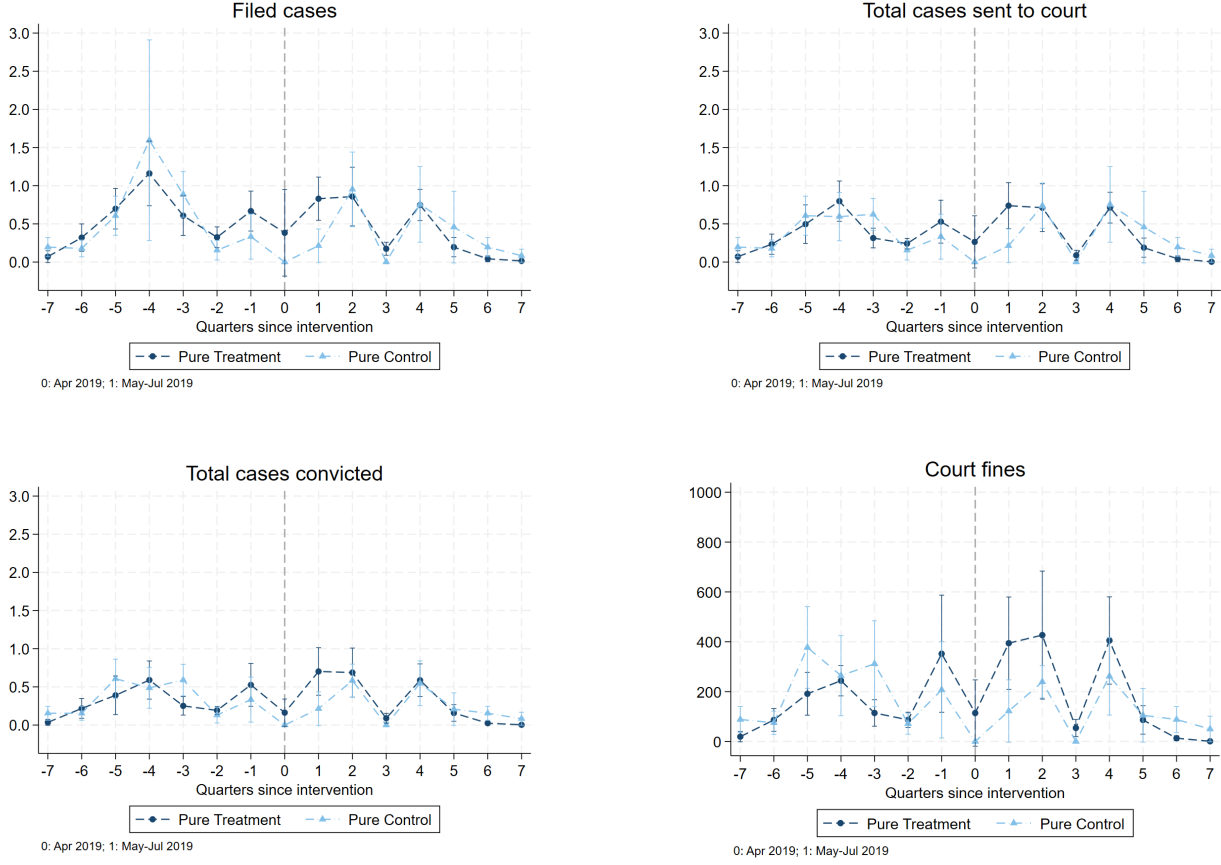 Filed cases
3.0
2.5
2.0
1.5
1.0
0.5
0.0
-7 -6 -5 -4 -3 -2 -1 0 1 2 3 4 5 6 7
Quarters since intervention
Pure Treatment Pure Control
0: Apr 2019; 1: May-Jul 2019
Total cases sent to court
3.0
2.5
2.0
1.5
1.0
0.5
0.0
-7 -6 -5 -4 -3 -2 -1 0 1 2 3 4 5 6 7
Quarters since intervention
Pure Treatment Pure Control
0: Apr 2019; 1: May-Jul 2019
Total cases convicted
3.0
2.5
2.0
1.5
1.0
0.5
0.0
-7 -6 -5 -4 -3 -2 -1 0 1 2 3 4 5 6 7
Quarters since intervention
Pure Treatment Pure Control
0: Apr 2019; 1: May-Jul 2019
Court fines
1000
800
600
400
200
0
-7 -6 -5 -4 -3 -2 -1 0 1 2 3 4 5 6 7
Quarters since intervention
Pure Treatment Pure Control
0: Apr 2019; 1: May-Jul 2019